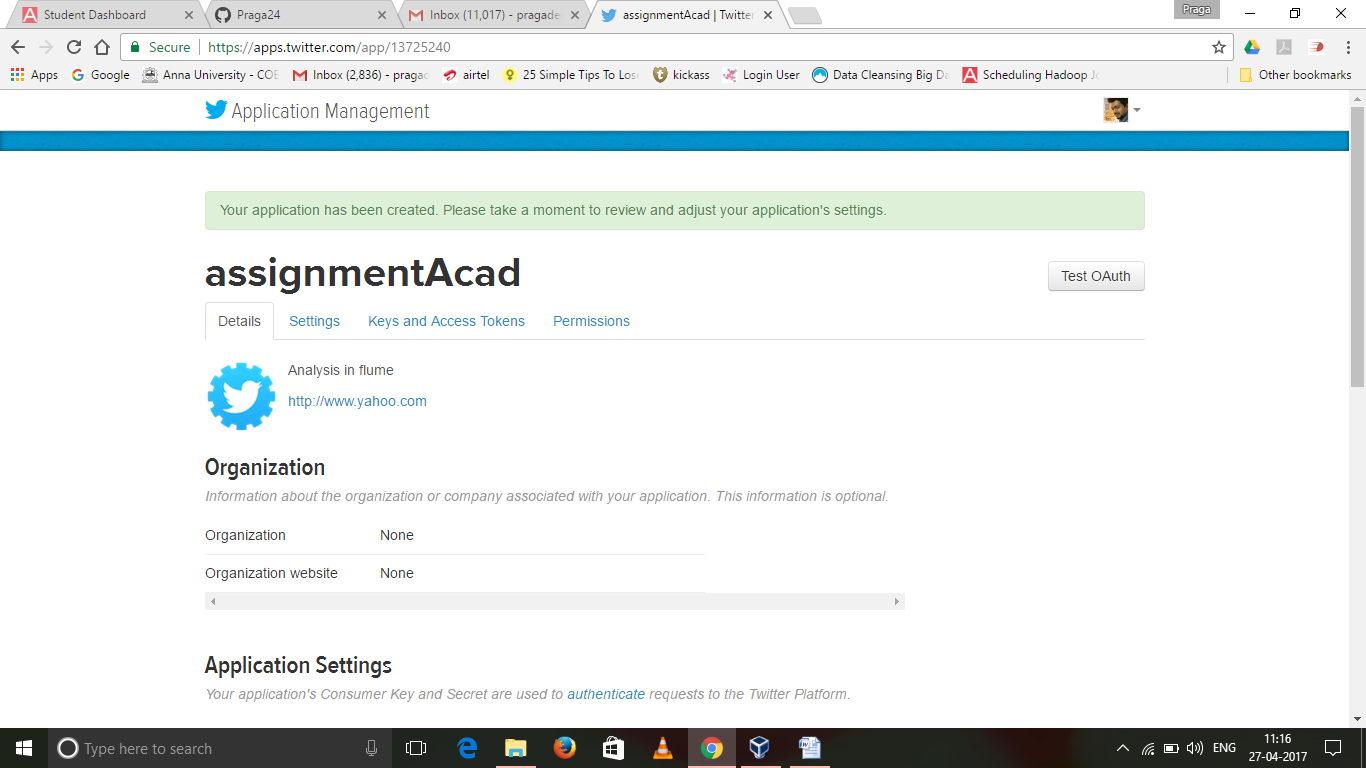 Student Dashboard
Praga24
Inbox (11,017) - pragade
assignmentAcad | Twitter
Praga
Secure
https://apps.twitter.com/app/13725240
Apps
Google
Anna University - COE
Inbox (2,836) - pragad
airtel
25 Simple Tips To Los
kickass
Login User
Data Cleansing Big Da
Scheduling Hadoop Jo
Other bookmarks
Application Management
Your application has been created. Please take a moment to review and adjust your application's settings.
assignmentAcad
Test OAuth
Details
Settings
Keys and Access Tokens
Permissions
Analysis in flume
http://www.yahoo.com
Organization
Information about the organization or company associated with your application. This information is optional.
Organization None
Organization website None
Application Settings
Your application's Consumer Key and Secret are used to authenticate requests to the Twitter Platform.
Type here to search
ENG
11:16
27-04-2017